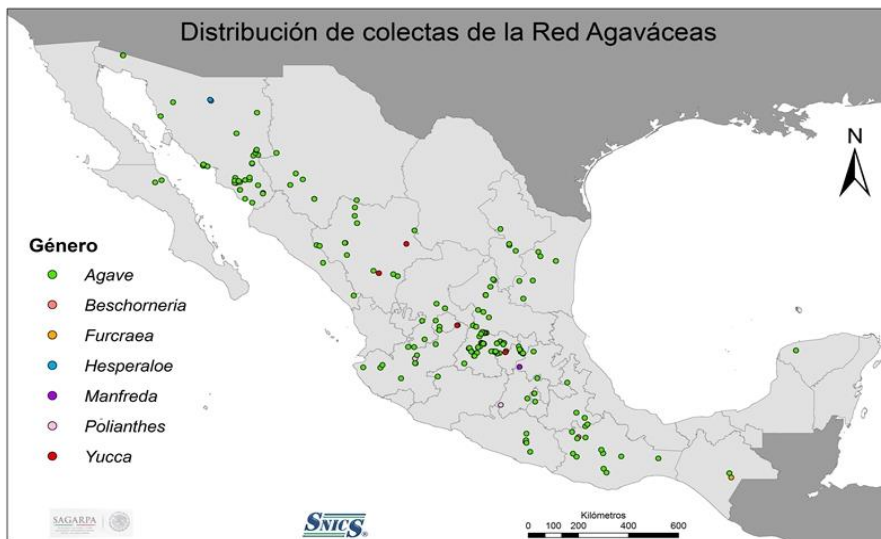 Distribución de colectas de la Red Agaváceas
N
Género
Agave
Beschorneria
Furcraea
Hesperaloe
Manfreda
Polianthes
Yucca
SAGARPA
SNICS®
Kilómetros
0 100 200 400 600